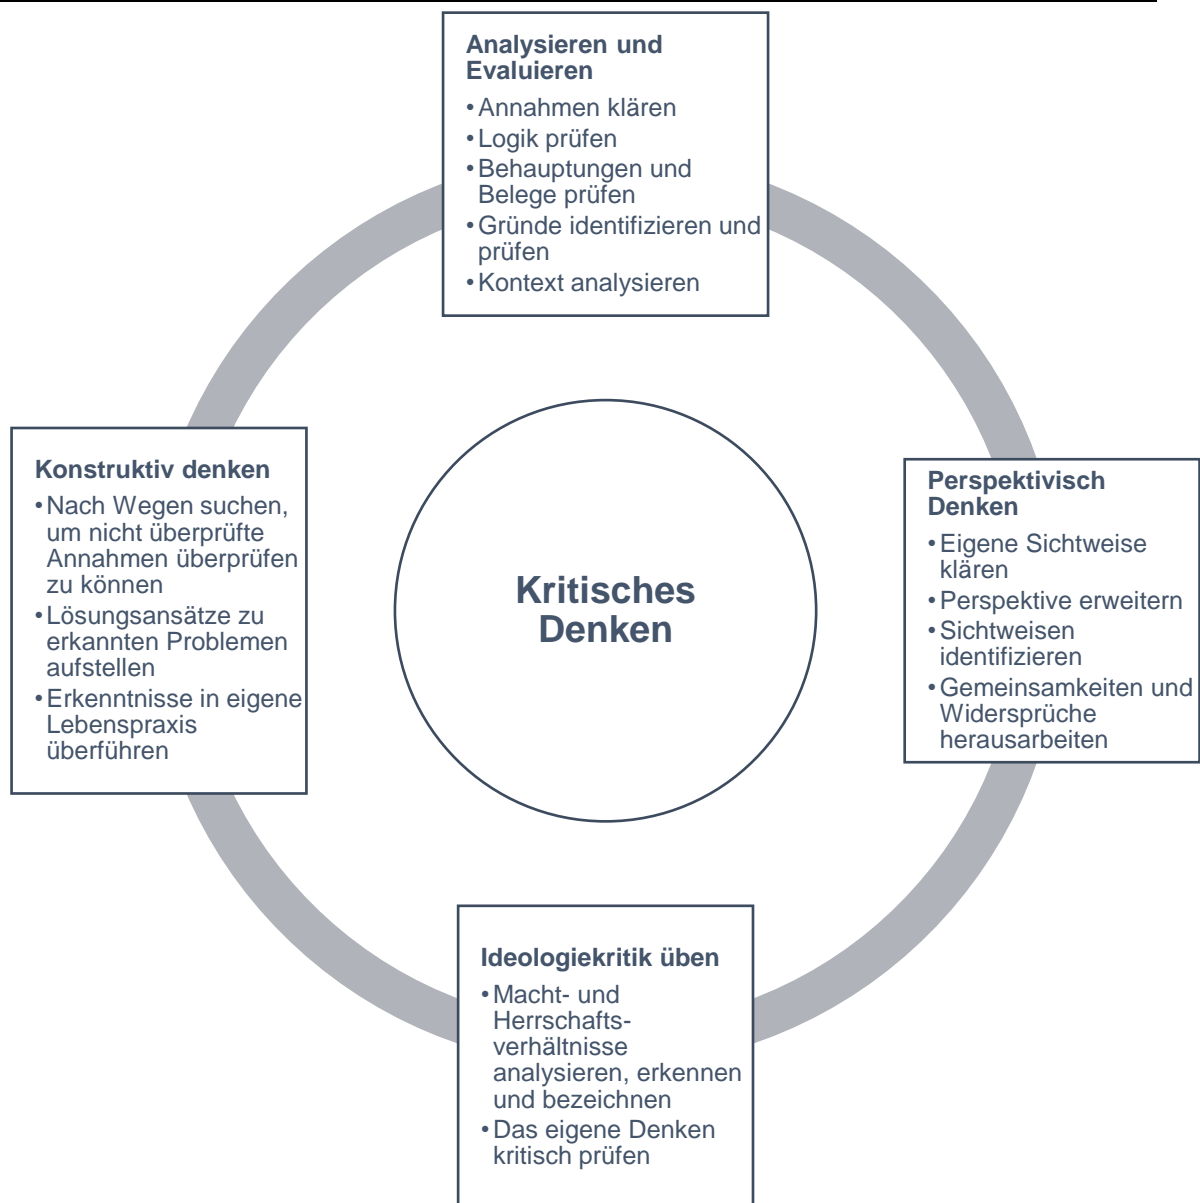 Analysieren und
Evaluieren
•Annahmen klären
•Logik prüfen
•Behauptungen und
Belege prüfen
•Gründe identifizieren und
prüfen
•Kontext analysieren
Konstruktiv denken
•Nach Wegen suchen,
um nicht überprüfte
Annahmen überprüfen
zu können
•Lösungsansätze zu
erkannten Problemen
aufstellen
•Erkenntnisse in eigene
Lebenspraxis
überführen
Kritisches
Denken
Perspektivisch
Denken
•Eigene Sichtweise
klären
•Perspektive erweitern
•Sichtweisen
identifizieren
•Gemeinsamkeiten und
Widersprüche
herausarbeiten
Ideologiekritik üben
•Macht- und
Herrschafts-
verhältnisse
analysieren, erkennen
und bezeichnen
•Das eigene Denken
kritisch prüfen